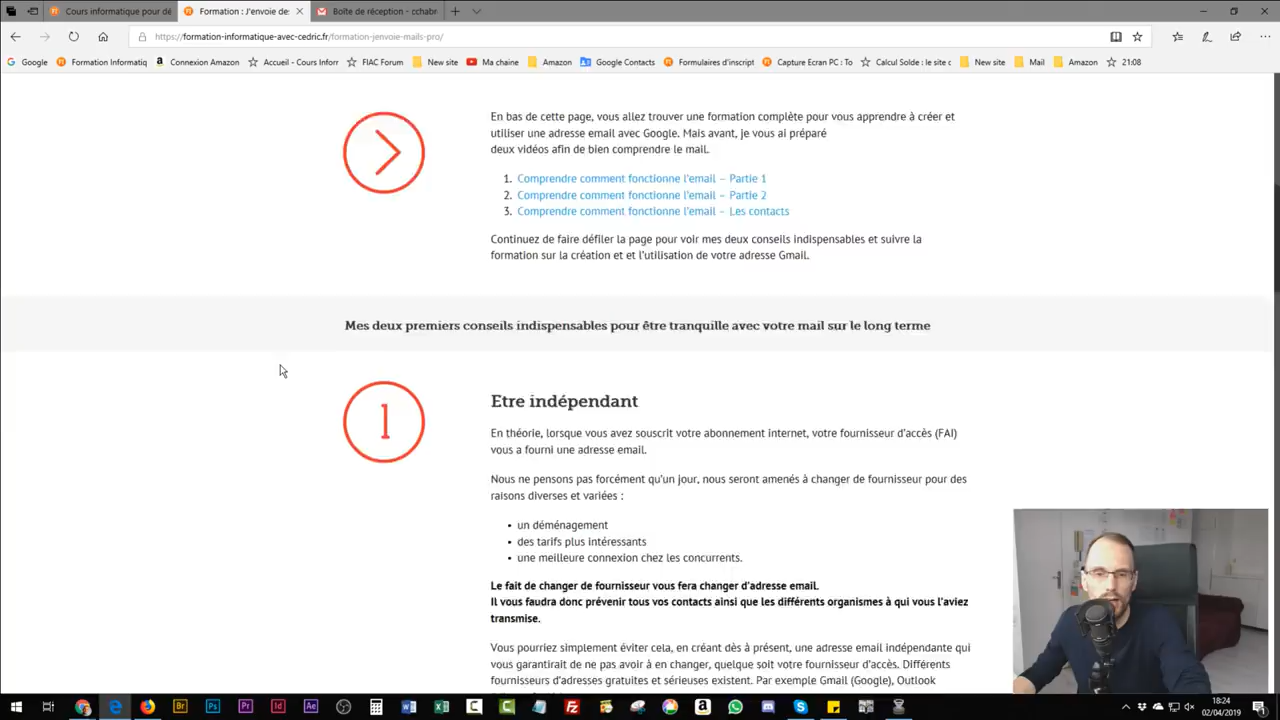 Cours informatique pour dé
Formation : J'envoie de:
Boîte de réception - cchabr
https://formation-informatique-avec-cedric.fr/formation-jenvoie-mails-pro/
Google
Formation Informatiq
Connexion Amazon
Accueil - Cours Inforr
FIAC Forum
New site
Ma chaine
Amazon
Google Contacts
Formulaires d'inscript
Capture Ecran PC : To
Calcul Solde : le site c
New site
Mail
Amazon
21:08
En bas de cette page, vous allez trouver une formation complète pour vous apprendre à créer et
utiliser une adresse email avec Google. Mais avant, je vous ai préparé
deux vidéos afin de bien comprendre le mail.
1. Comprendre comment fonctionne l'email – Partie 1
2. Comprendre comment fonctionne l'email – Partie 2
3. Comprendre comment fonctionne l'email – Les contacts
Continuez de faire défiler la page pour voir mes deux conseils indispensables et suivre la
formation sur la création et et l'utilisation de votre adresse Gmail.
Mes deux premiers conseils indispensables pour être tranquille avec votre mail sur le long terme
1
Etre indépendant
En théorie, lorsque vous avez souscrit votre abonnement internet, votre fournisseur d'accès (FAI)
vous a fourni une adresse email.
Nous ne pensons pas forcément qu'un jour, nous seront amenés à changer de fournisseur pour des
raisons diverses et variées :
• un déménagement
• des tarifs plus intéressants
• une meilleure connexion chez les concurrents.
Le fait de changer de fournisseur vous fera changer d'adresse email.
Il vous faudra donc prévenir tous vos contacts ainsi que les différents organismes à qui vous l'aviez
transmise.
Vous pourriez simplement éviter cela, en créant dès à présent, une adresse email indépendante qui
vous garantirait de ne pas avoir à en changer, quelque soit votre fournisseur d'accès. Différents
fournisseurs d'adresses gratuites et sérieuses existent. Par exemple Gmail (Google), Outlook
Br
Ps
Pr
Id
Ae
18:24
02/04/2019